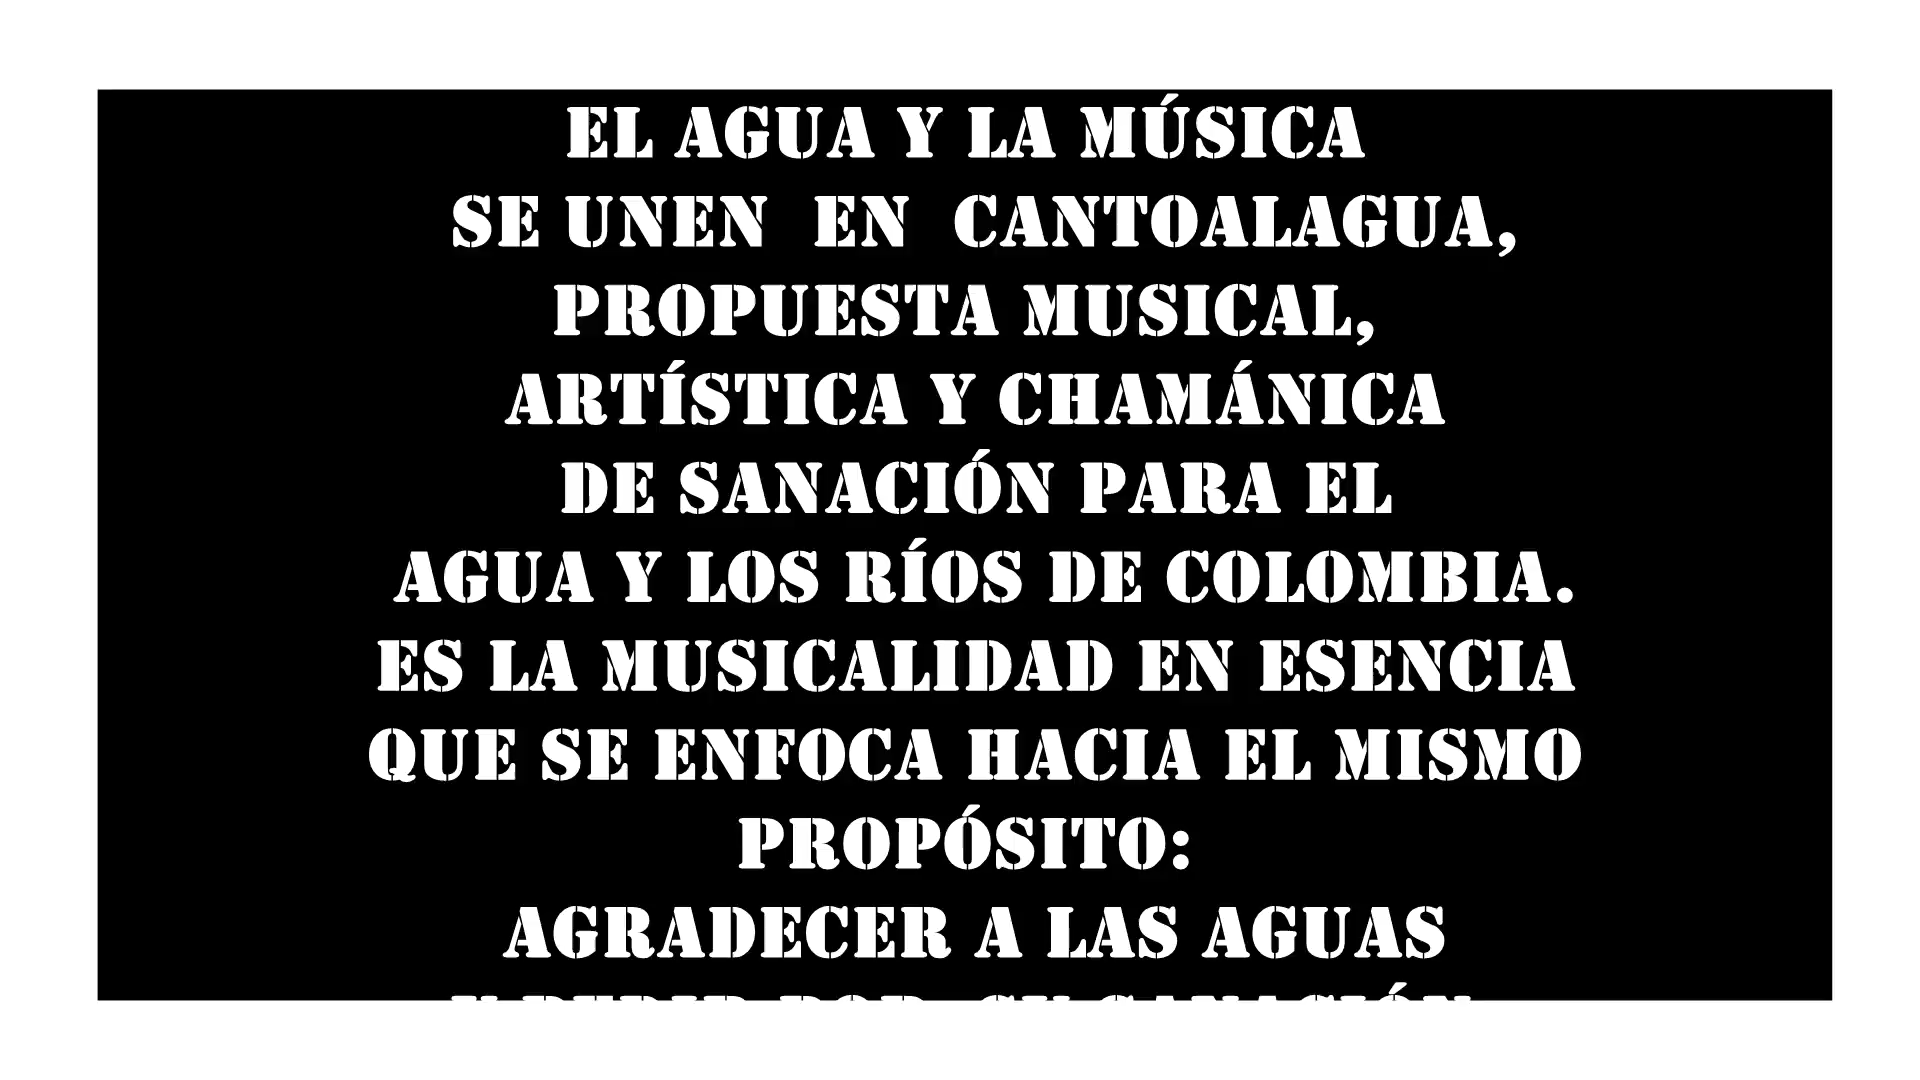 EL AGUA Y LA MÚSICA
SE UNEN EN CANTOALAGUA,
PROPUESTA MUSICAL,
ARTÍSTICA Y CHAMÁNICA
DE SANACIÓN PARA EL
AGUA Y LOS RÍOS DE COLOMBIA.
ES LA MUSICALIDAD EN ESENCIA
QUE SE ENFOCA HACIA EL MISMO
PROPÓSITO:
AGRADECER A LAS AGUAS